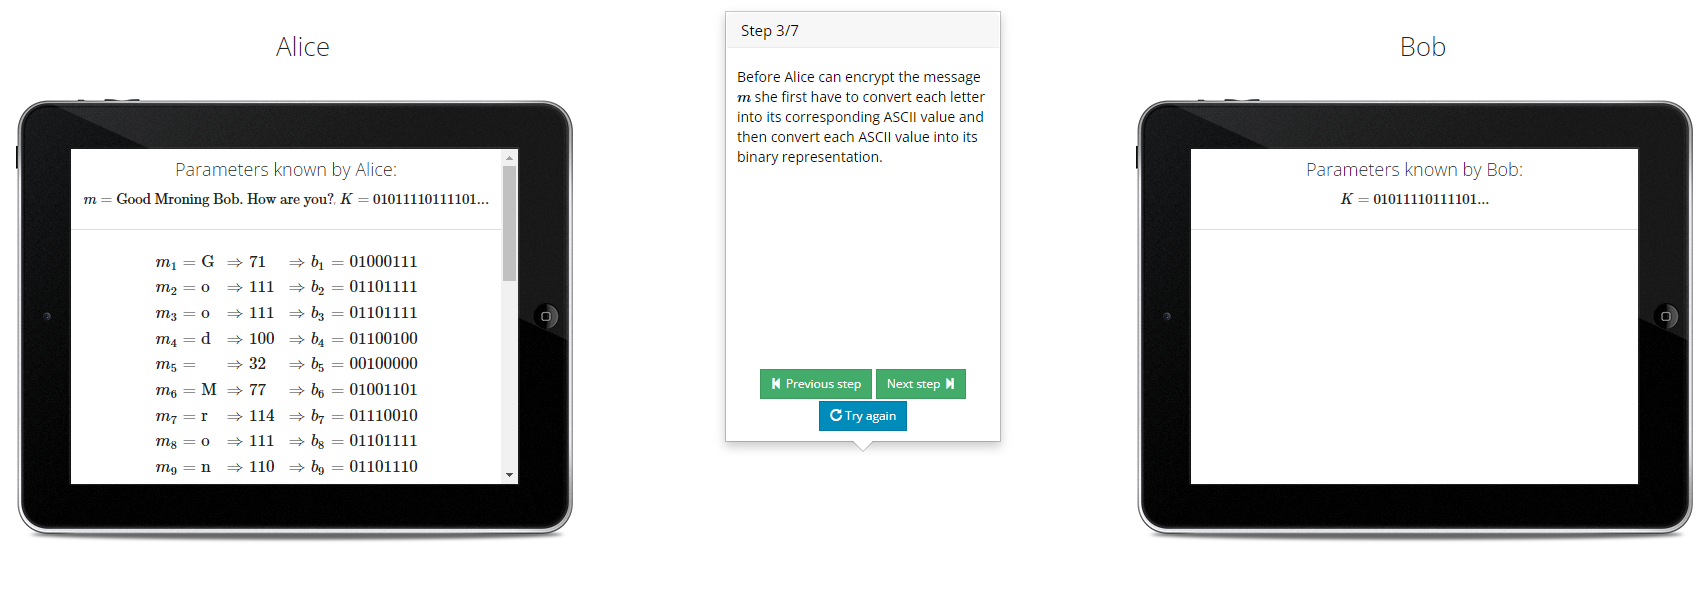 Alice
Parameters known by Alice:
m = Good Mroning Bob. How are you?, K = 01011110111101...
m₁ = G ⇒ 71 ⇒ b₁ = 01000111
m₂ = o ⇒ 111 ⇒ b₂ = 01101111
m₃ = o ⇒ 111 ⇒ b₃ = 01101111
m₄ = d ⇒ 100 ⇒ b₄ = 01100100
m₅ = ⇒ 32 ⇒ b₅ = 00100000
m₆ = M ⇒ 77 ⇒ b₆ = 01001101
m₇ = r ⇒ 114 ⇒ b₇ = 01110010
m₈ = o ⇒ 111 ⇒ b₈ = 01101111
m₉ = n ⇒ 110 ⇒ b₉ = 01101110
Step 3/7
Before Alice can encrypt the message
m she first have to convert each letter
into its corresponding ASCII value and
then convert each ASCII value into its
binary representation.
Previous step
Next step
Try again
Bob
Parameters known by Bob:
K = 01011110111101...